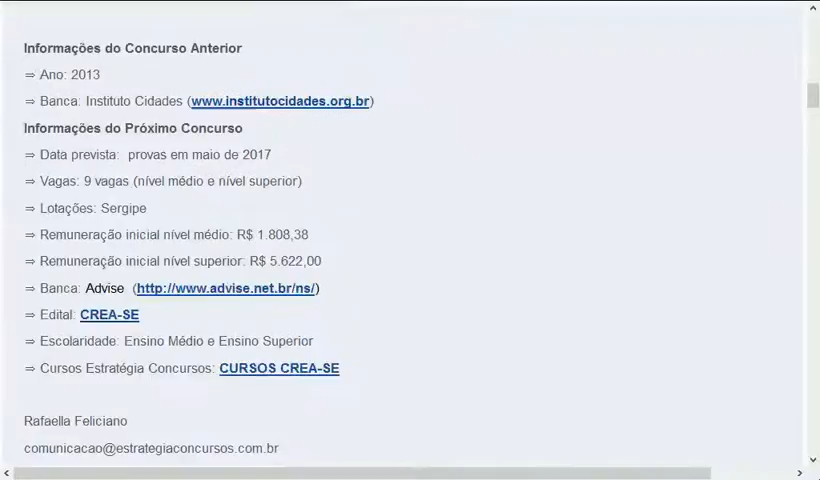 Informações do Concurso Anterior
⇒ Ano: 2013
⇒ Banca: Instituto Cidades (www.institutocidades.org.br)
Informações do Próximo Concurso
⇒ Data prevista:  provas em maio de 2017
⇒ Vagas: 9 vagas (nível médio e nível superior)
⇒ Lotações: Sergipe
⇒ Remuneração inicial nível médio: R$ 1.808,38
⇒ Remuneração inicial nível superior: R$ 5.622,00
⇒ Banca: Advise  (http://www.advise.net.br/ns/)
⇒ Edital: CREA-SE
⇒ Escolaridade: Ensino Médio e Ensino Superior
⇒ Cursos Estratégia Concursos: CURSOS CREA-SE
Rafaella Feliciano
comunicacao@estrategiaconcursos.com.br